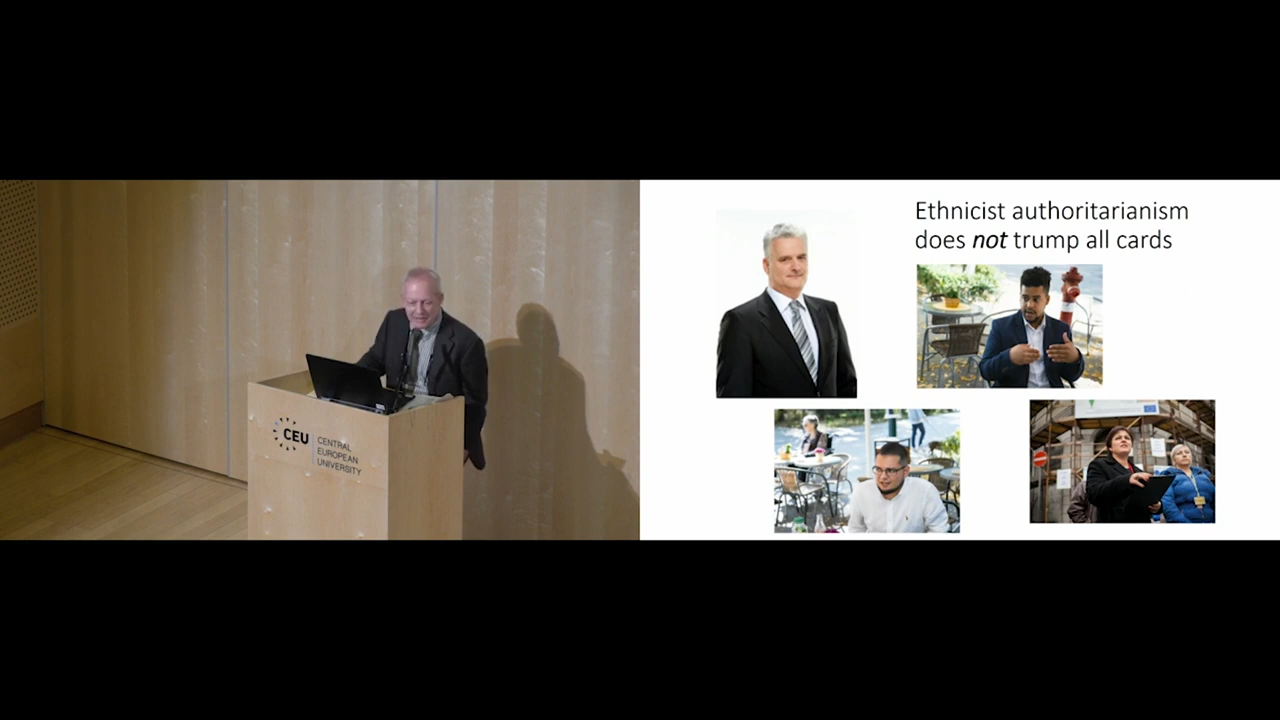 CEU
CENTRAL
EUROPEAN
UNIVERSITY
Ethnicist authoritarianism
does not trump all cards